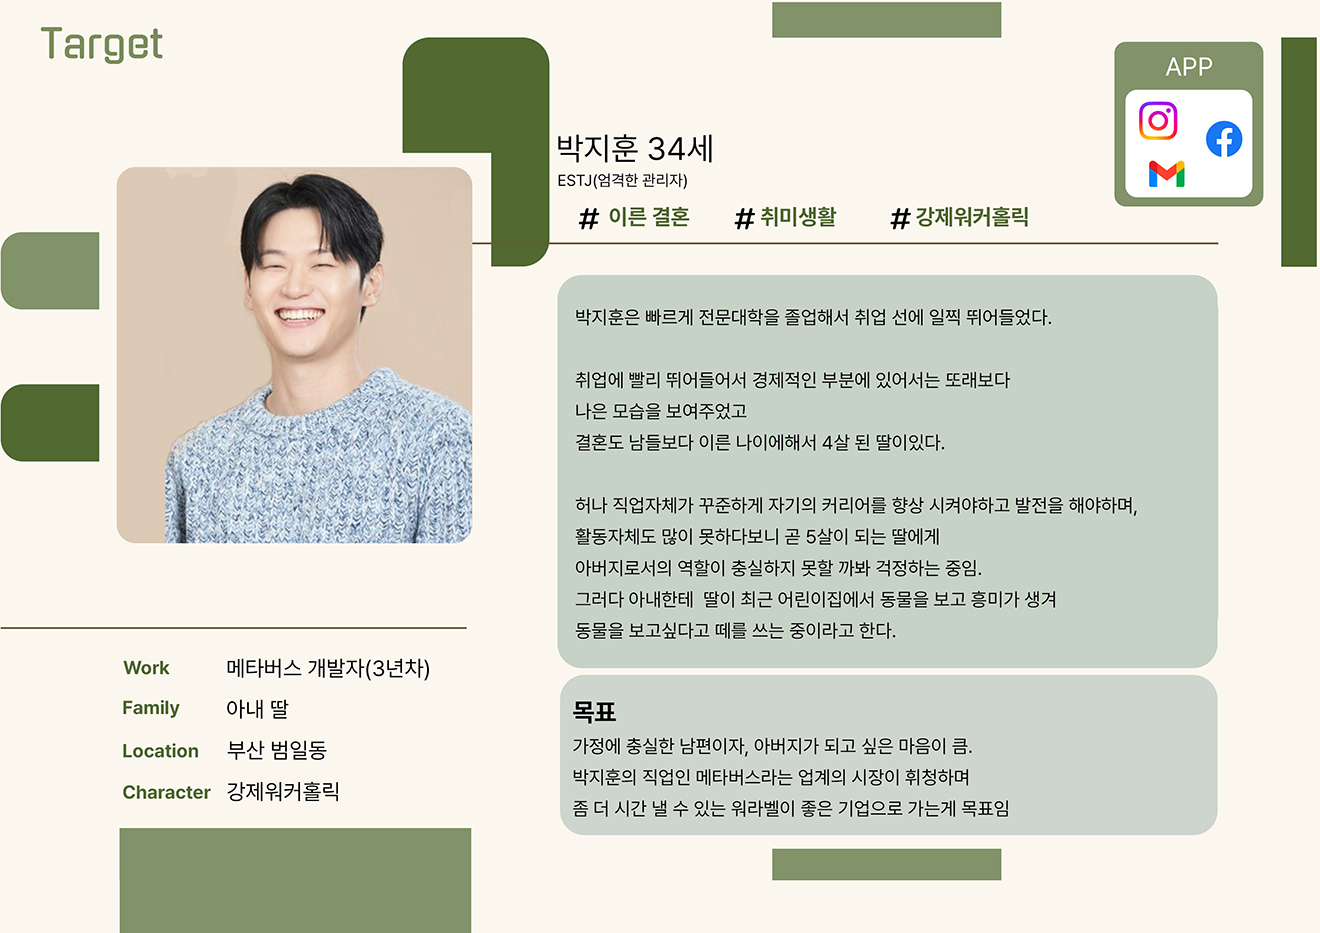 Target
APP
박지훈 34세
ESTJ(엄격한 관리자)
# 이른 결혼 # 취미생활 # 강제워커홀릭
박지훈은 빠르게 전문대학을 졸업해서 취업 선에 일찍 뛰어들었다.
취업에 빨리 뛰어들어서 경제적인 부분에 있어서는 또래보다
나은 모습을 보여주었고
결혼도 남들보다 이른 나이에해서 4살 된 딸이있다.
허나 직업자체가 꾸준하게 자기의 커리어를 향상 시켜야하고 발전을 해야하며,
활동자체도 많이 못하다보니 곧 5살이 되는 딸에게
아버지로서의 역할이 충실하지 못할 까봐 걱정하는 중임.
그러다 아내한테 딸이 최근 어린이집에서 동물을 보고 흥미가 생겨
동물을 보고싶다고 떼를 쓰는 중이라고 한다.
Work 메타버스 개발자(3년차)
Family 아내 딸
Location 부산 범일동
Character 강제워커홀릭
목표
가정에 충실한 남편이자, 아버지가 되고 싶은 마음이 큼.
박지훈의 직업인 메타버스라는 업계의 시장이 휘청하며
좀 더 시간 낼 수 있는 워라벨이 좋은 기업으로 가는게 목표임